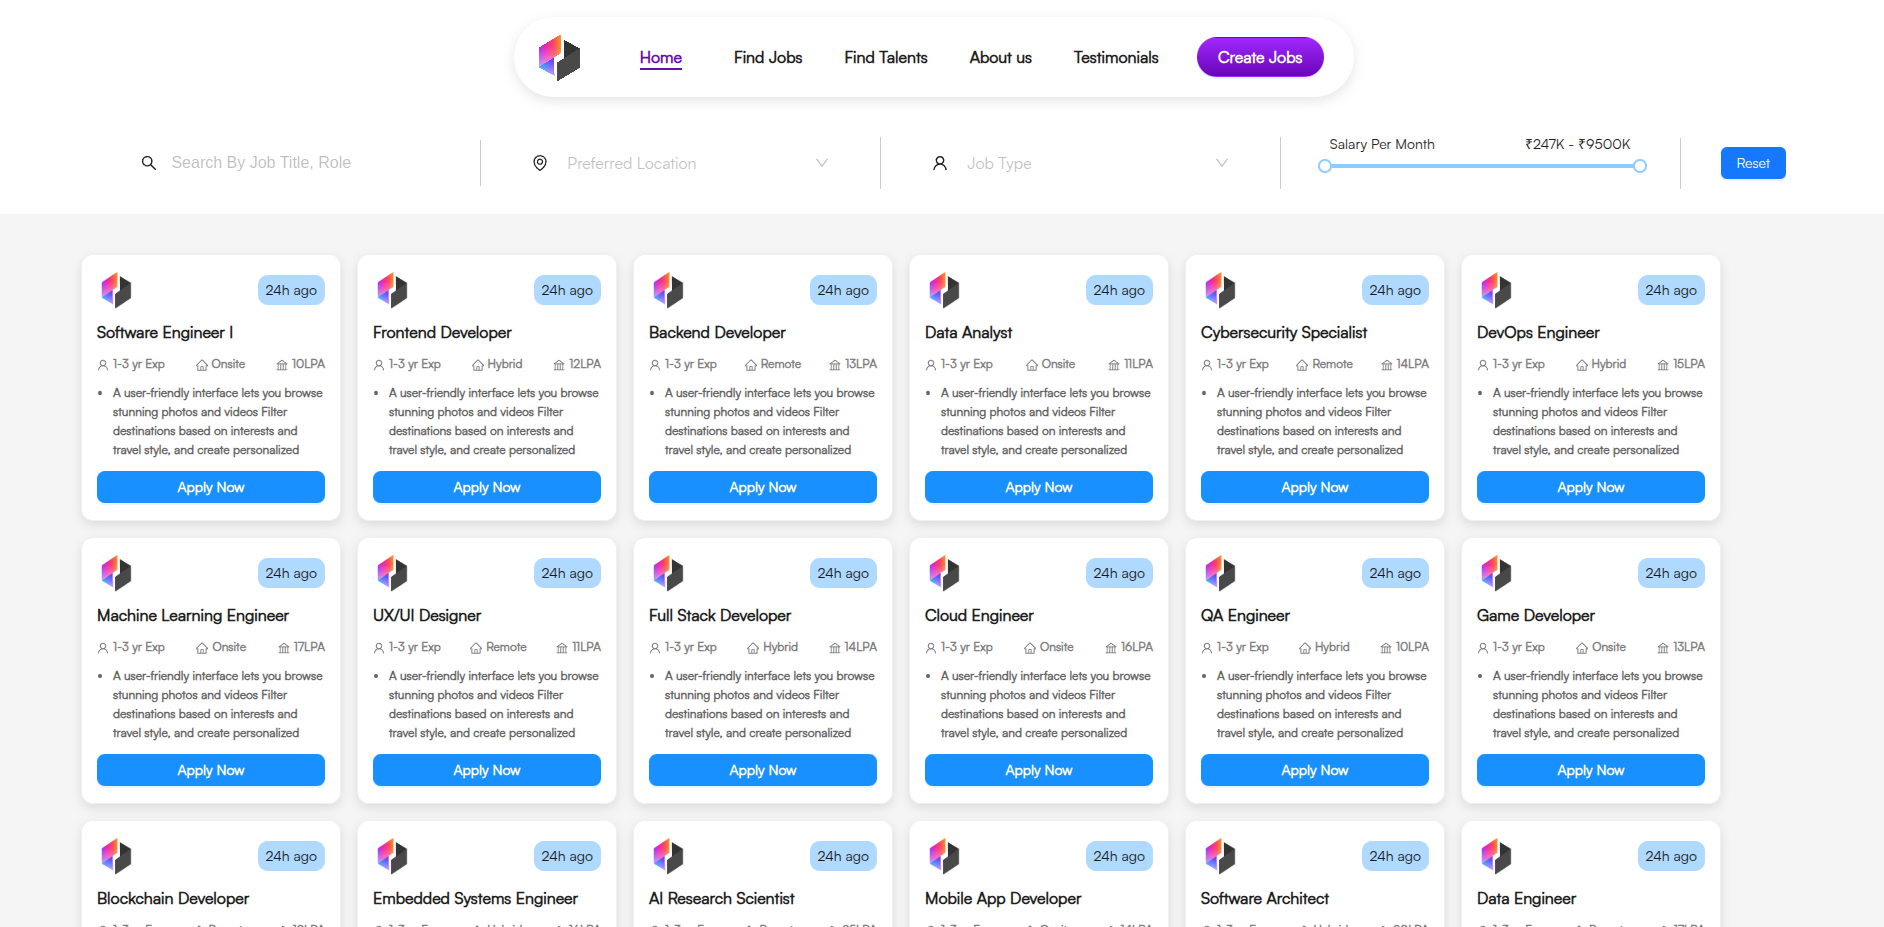 Home Find Jobs Find Talents About us Testimonials Create Jobs
Search By Job Title, Role Preferred Location Job Type Salary Per Month ₹247K - ₹9500K Reset
24h ago 24h ago 24h ago 24h ago 24h ago 24h ago
Software Engineer I Frontend Developer Backend Developer Data Analyst Cybersecurity Specialist DevOps Engineer
1-3 yr Exp Onsite 10LPA 1-3 yr Exp Hybrid 12LPA 1-3 yr Exp Remote 13LPA 1-3 yr Exp Onsite 11LPA 1-3 yr Exp Remote 14LPA 1-3 yr Exp Hybrid 15LPA
• A user-friendly interface lets you browse • A user-friendly interface lets you browse • A user-friendly interface lets you browse • A user-friendly interface lets you browse • A user-friendly interface lets you browse • A user-friendly interface lets you browse
stunning photos and videos Filter stunning photos and videos Filter stunning photos and videos Filter stunning photos and videos Filter stunning photos and videos Filter stunning photos and videos Filter
destinations based on interests and destinations based on interests and destinations based on interests and destinations based on interests and destinations based on interests and destinations based on interests and
travel style, and create personalized travel style, and create personalized travel style, and create personalized travel style, and create personalized travel style, and create personalized travel style, and create personalized
Apply Now Apply Now Apply Now Apply Now Apply Now Apply Now
24h ago 24h ago 24h ago 24h ago 24h ago 24h ago
Machine Learning Engineer UX/UI Designer Full Stack Developer Cloud Engineer QA Engineer Game Developer
1-3 yr Exp Onsite 17LPA 1-3 yr Exp Remote 11LPA 1-3 yr Exp Hybrid 14LPA 1-3 yr Exp Onsite 16LPA 1-3 yr Exp Hybrid 10LPA 1-3 yr Exp Onsite 13LPA
• A user-friendly interface lets you browse • A user-friendly interface lets you browse • A user-friendly interface lets you browse • A user-friendly interface lets you browse • A user-friendly interface lets you browse • A user-friendly interface lets you browse
stunning photos and videos Filter stunning photos and videos Filter stunning photos and videos Filter stunning photos and videos Filter stunning photos and videos Filter stunning photos and videos Filter
destinations based on interests and destinations based on interests and destinations based on interests and destinations based on interests and destinations based on interests and destinations based on interests and
travel style, and create personalized travel style, and create personalized travel style, and create personalized travel style, and create personalized travel style, and create personalized travel style, and create personalized
Apply Now Apply Now Apply Now Apply Now Apply Now Apply Now
24h ago 24h ago 24h ago 24h ago 24h ago 24h ago
Blockchain Developer Embedded Systems Engineer AI Research Scientist Mobile App Developer Software Architect Data Engineer